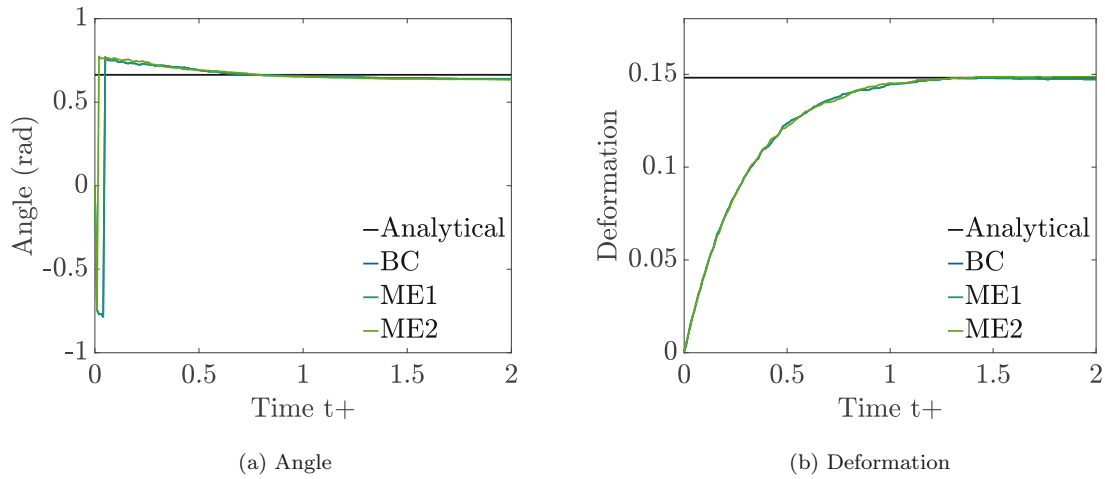 1
0.5
0
-0.5
-1
Angle (rad)
Analytical
BC
ME1
ME2
0 0.5 1 1.5 2
Time t+
(a) Angle
0.15
0.1
0.05
0
Deformation
Analytical
BC
ME1
ME2
0 0.5 1 1.5 2
Time t+
(b) Deformation